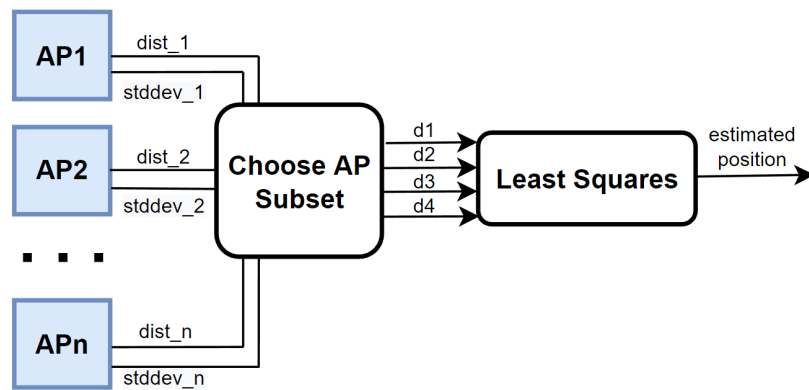 AP1
dist_1
stddev_1
AP2
dist_2
stddev_2
. . .
APn
dist_n
stddev_n
Choose AP
Subset
d1
d2
d3
d4
Least Squares
estimated
position